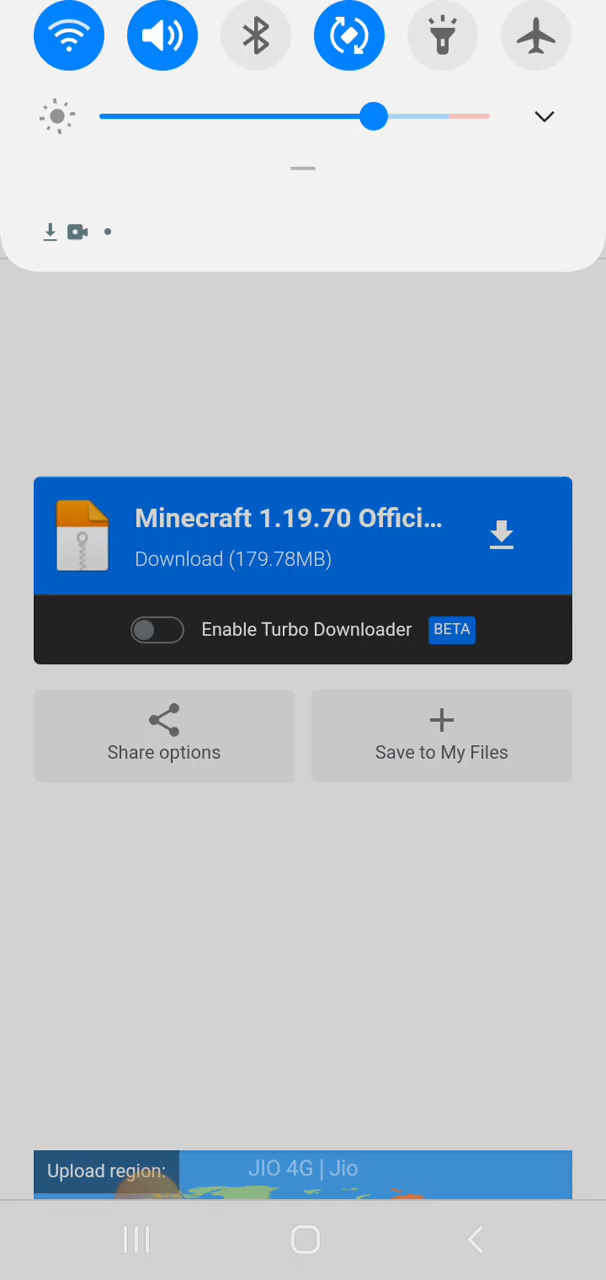 Minecraft 1.19.70 Offici...
Download (179.78MB)
Enable Turbo Downloader BETA
Share options
Save to My Files
Upload region:
JIO 4G | Jio